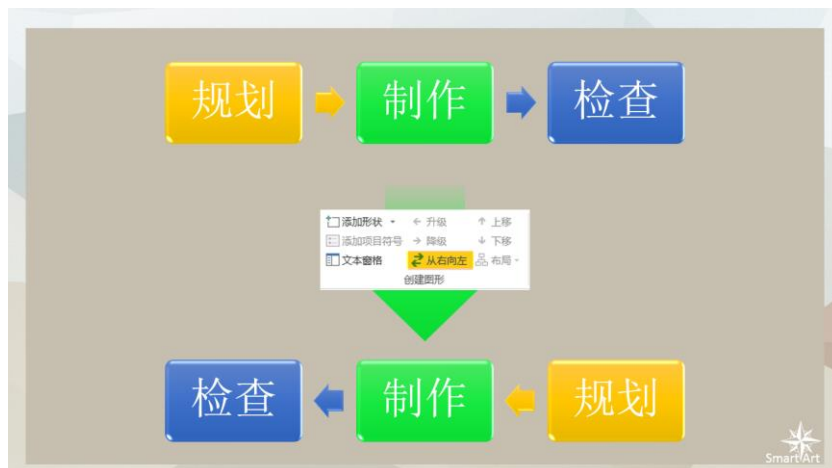 规划 制作 检查
添加形状 升级 上移
添加项目符号 降级 下移
文本窗格 从右向左 布局
创建图形
检查 制作 规划
Smart Art